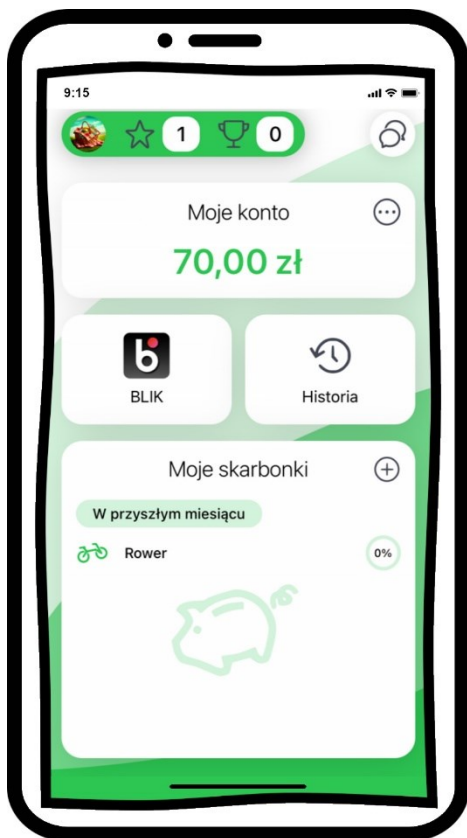 9:15
1 0
Moje konto
70,00 zł
b
BLIK Historia
Moje skarbonki
W przyszłym miesiącu
Rower 0%